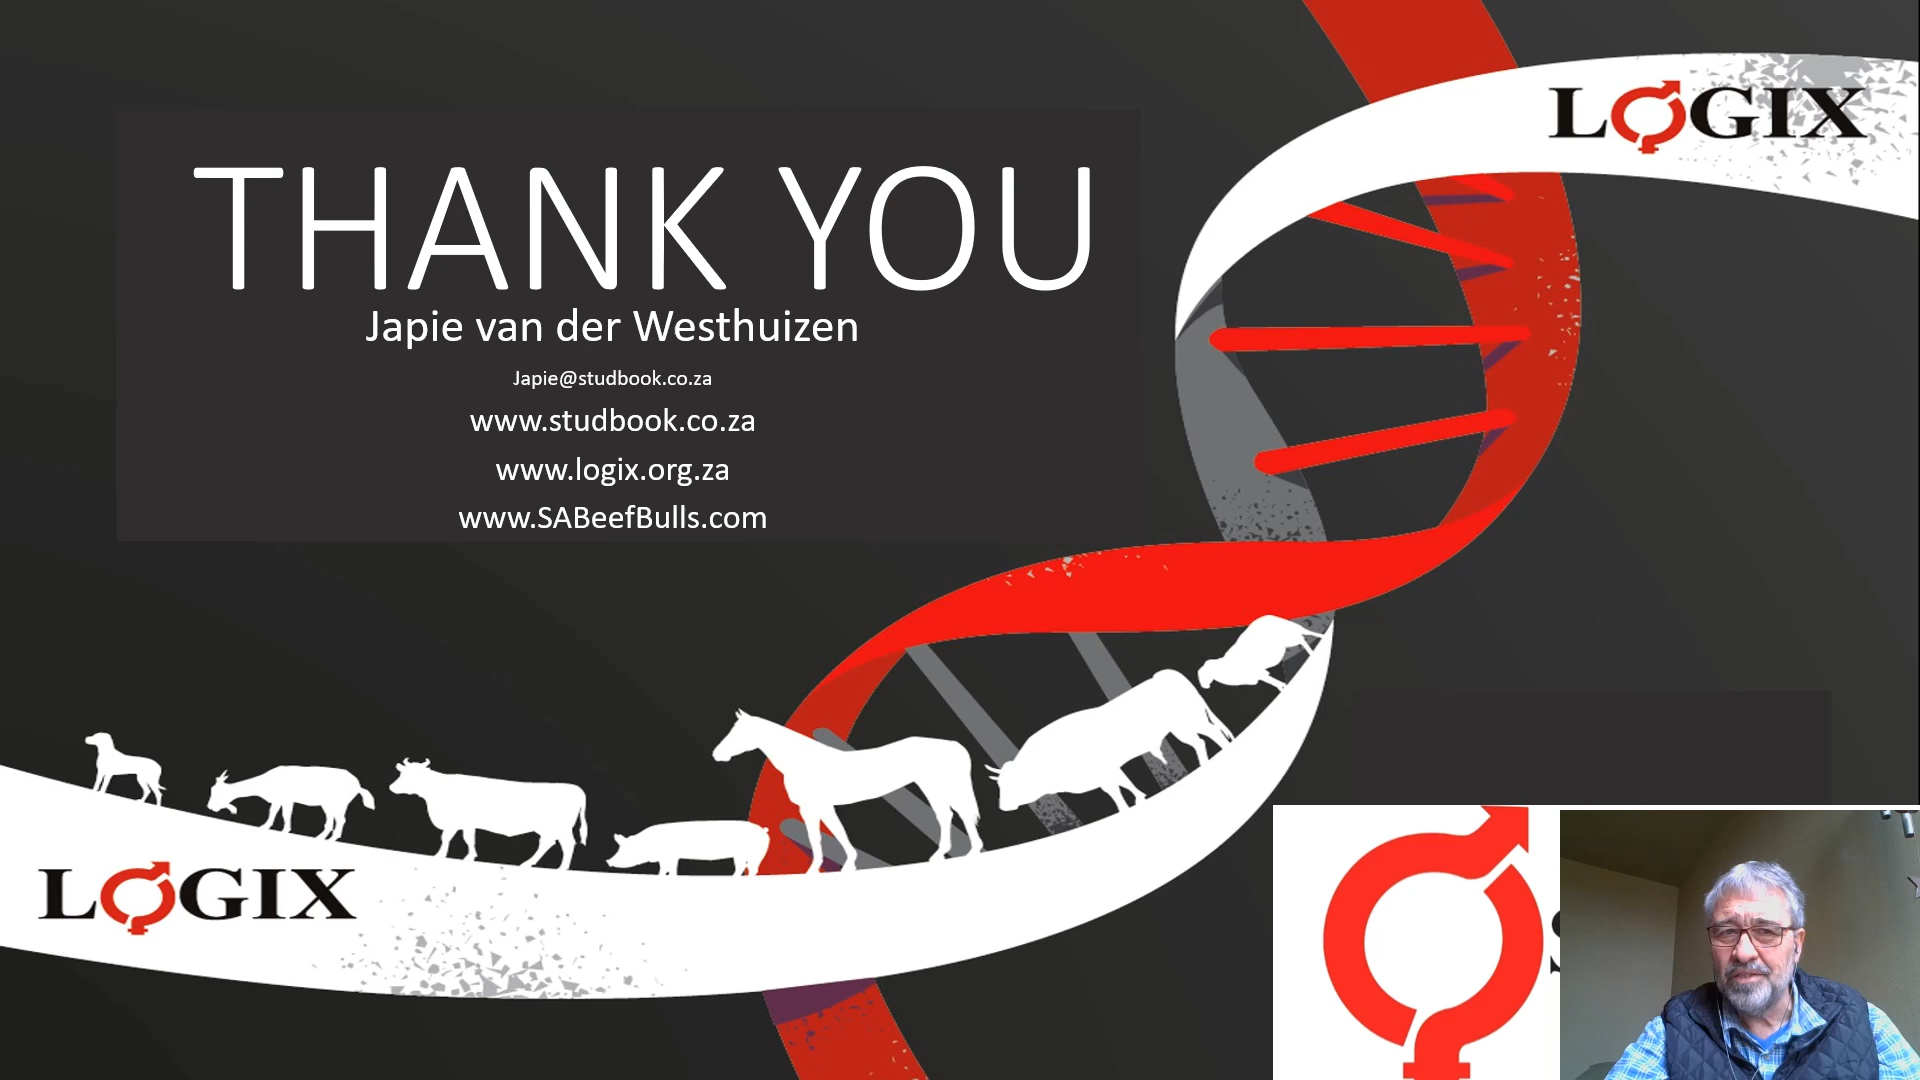 LOGIX
THANK YOU
Japie van der Westhuizen
Japie@studbook.co.za
www.studbook.co.za
www.logix.org.za
www.SABeefBulls.com
LOGIX